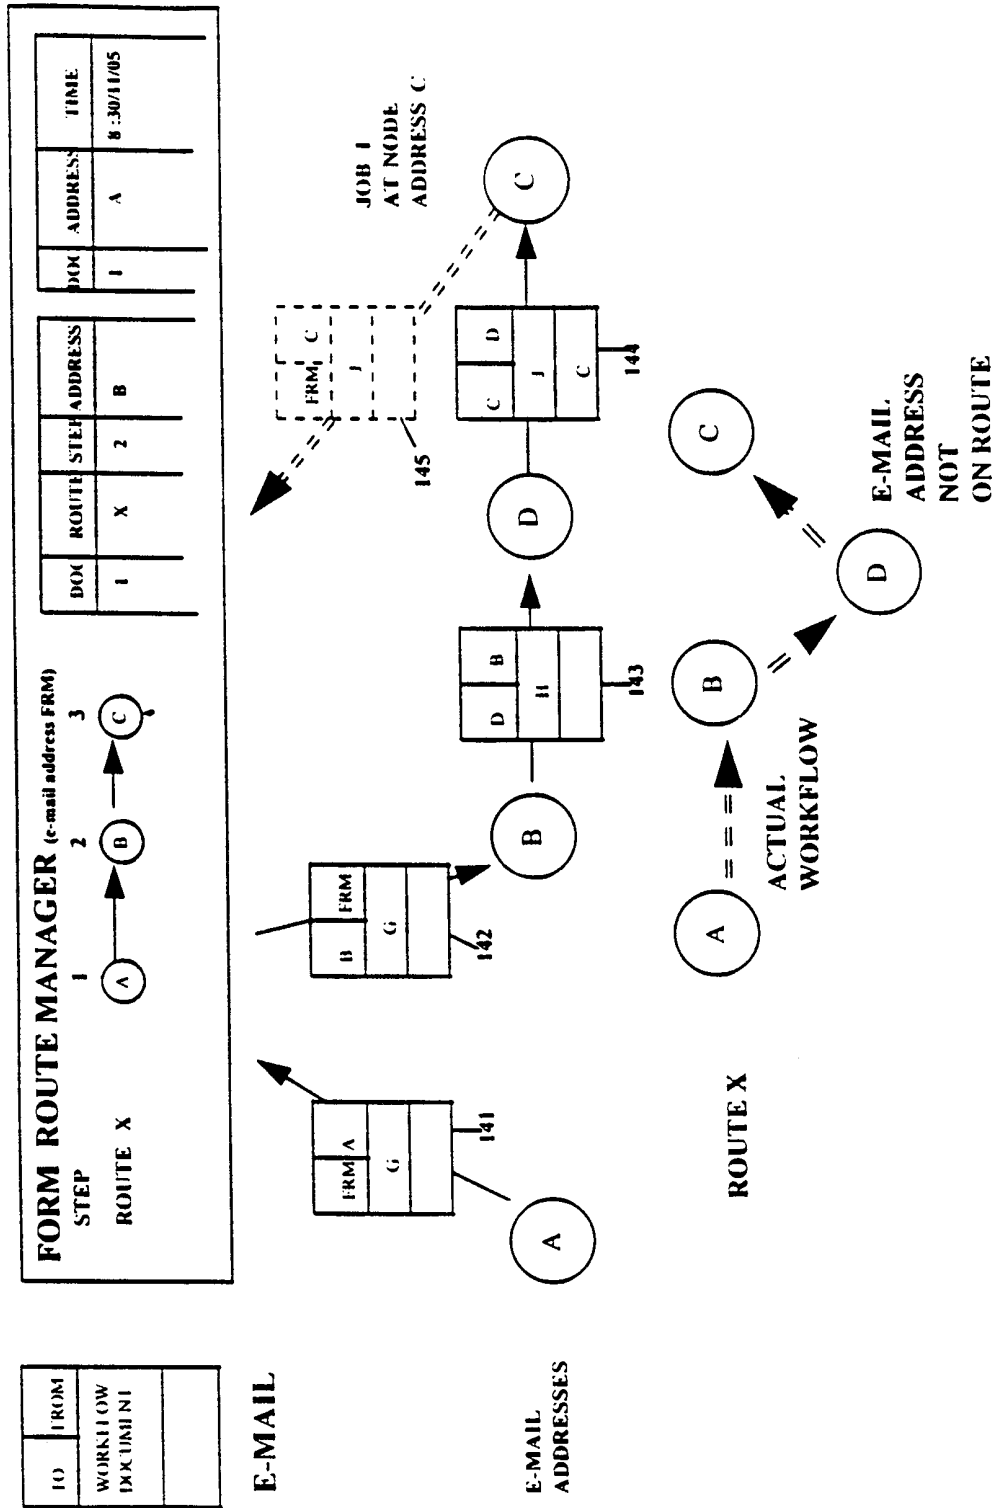 FORM ROUTE MANAGER (e-mail address FRM)
STEP 1 2 3
ROUTE X A B C
DOC ROUTE STEP ADDRESS
1 X 2 B
DOC ADDRESS TIME
1 A 8:30/11/05
TO FROM
WORKFLOW
DOCUMENT
E-MAIL
FRM A
G
141
B FRM
G
142
D B
H
143
C D
J
C
144
FRM C
J
145
JOB 1
AT NODE
ADDRESS C
E-MAIL
ADDRESSES
A
B
D
C
ROUTE X
A
B
D
C
ACTUAL
WORKFLOW
E-MAIL
ADDRESS
NOT
ON ROUTE